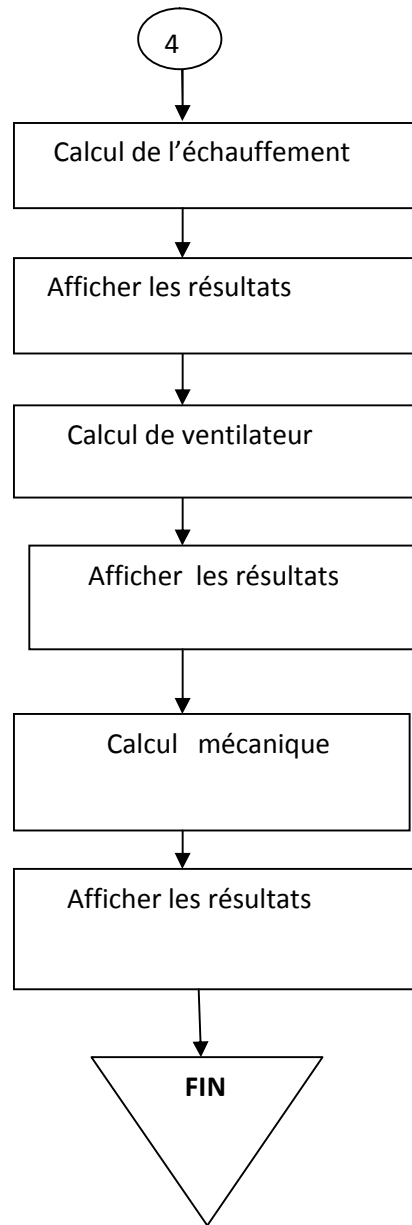 4
Calcul de l’échauffement
Afficher les résultats
Calcul de ventilateur
Afficher les résultats
Calcul mécanique
Afficher les résultats
FIN